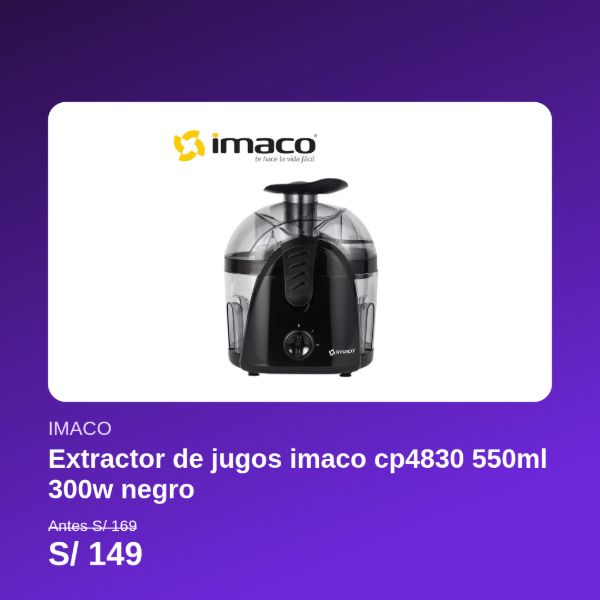 imaco
te hace la vida fácil
imaco
IMACO
Extractor de jugos imaco cp4830 550ml
300w negro
Antes S/ 169
S/ 149